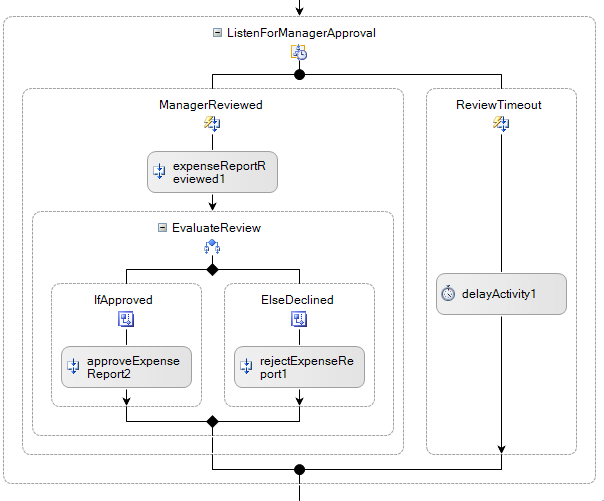 ListenForManagerApproval
ManagerReviewed
ReviewTimeout
expenseReportR
eviewed1
EvaluateReview
IfApproved
ElseDeclined
delayActivity1
approveExpense
Report2
rejectExpenseRe
port1